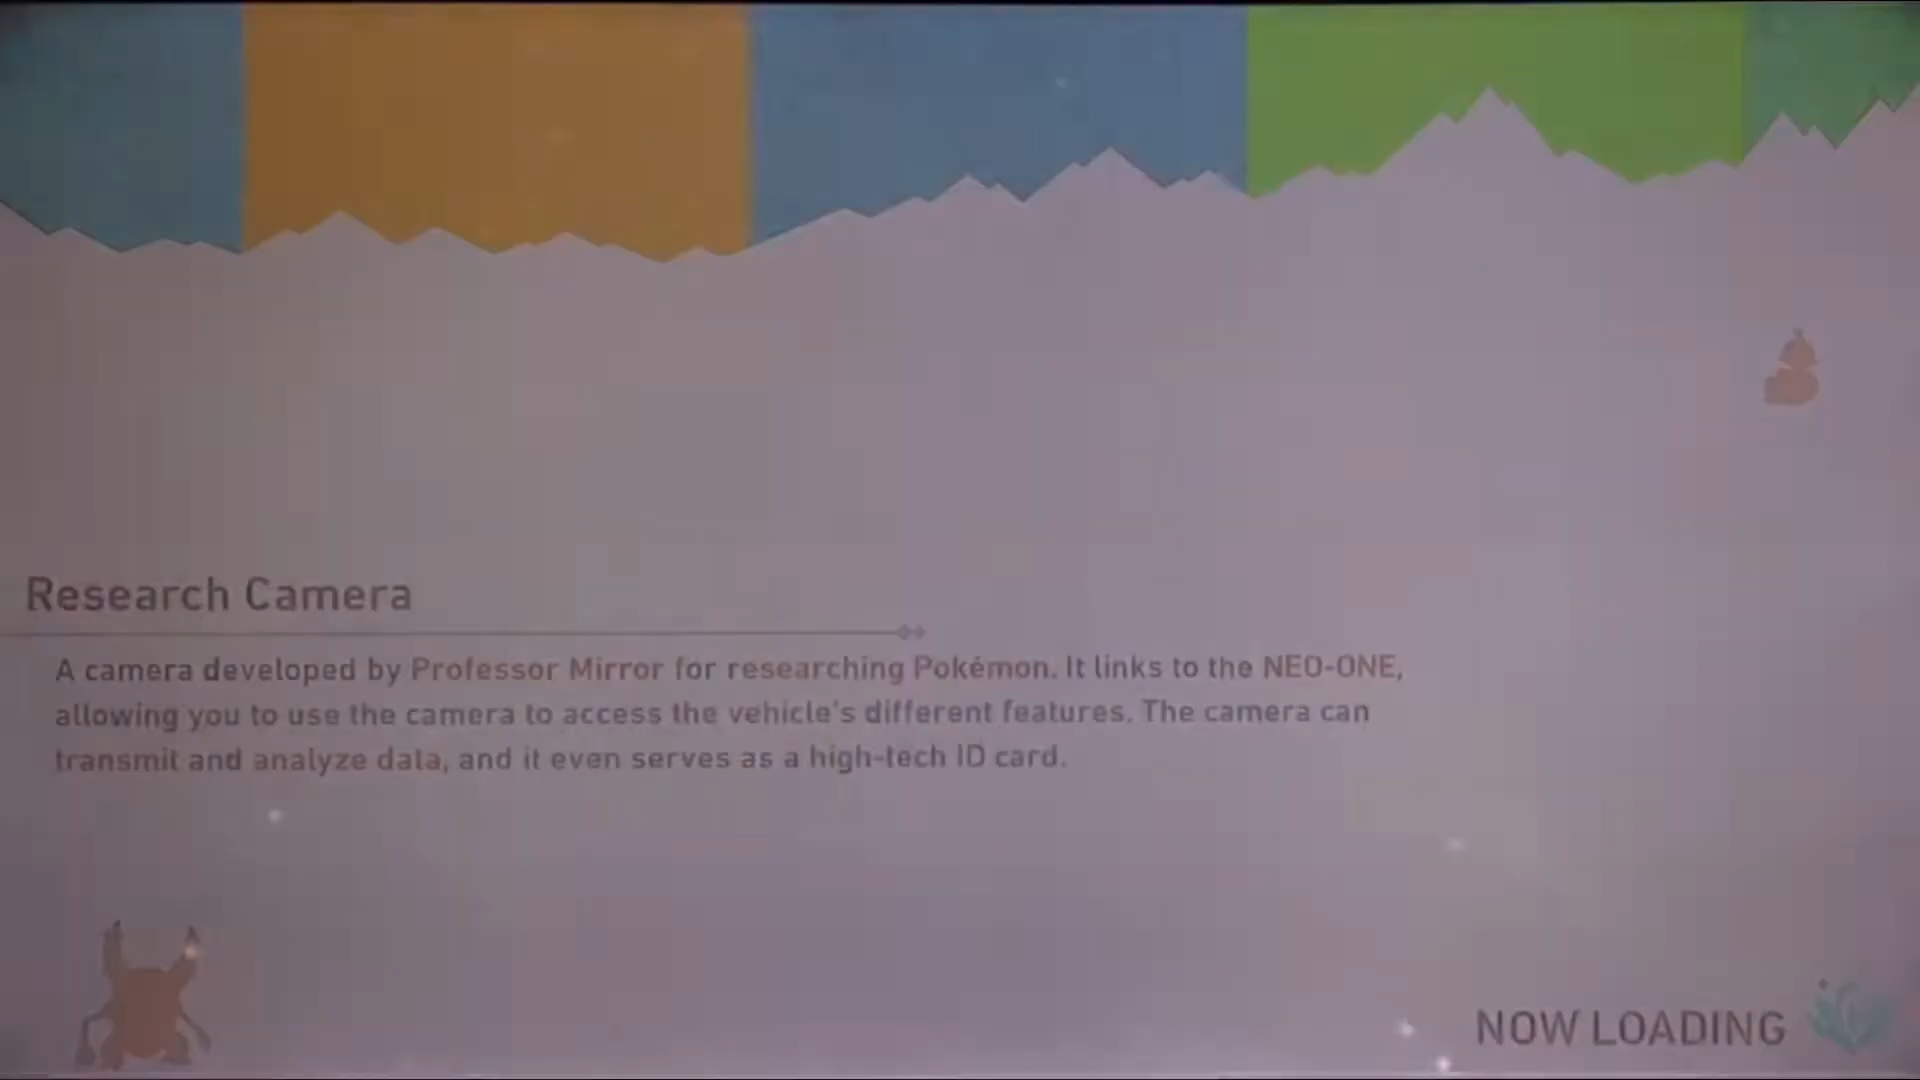 Research Camera
A camera developed by Professor Mirror for researching Pokémon. It links to the NEO-ONE,
allowing you to use the camera to access the vehicle's different features. The camera can
transmit and analyze data, and it even serves as a high-tech ID card.
NOW LOADING